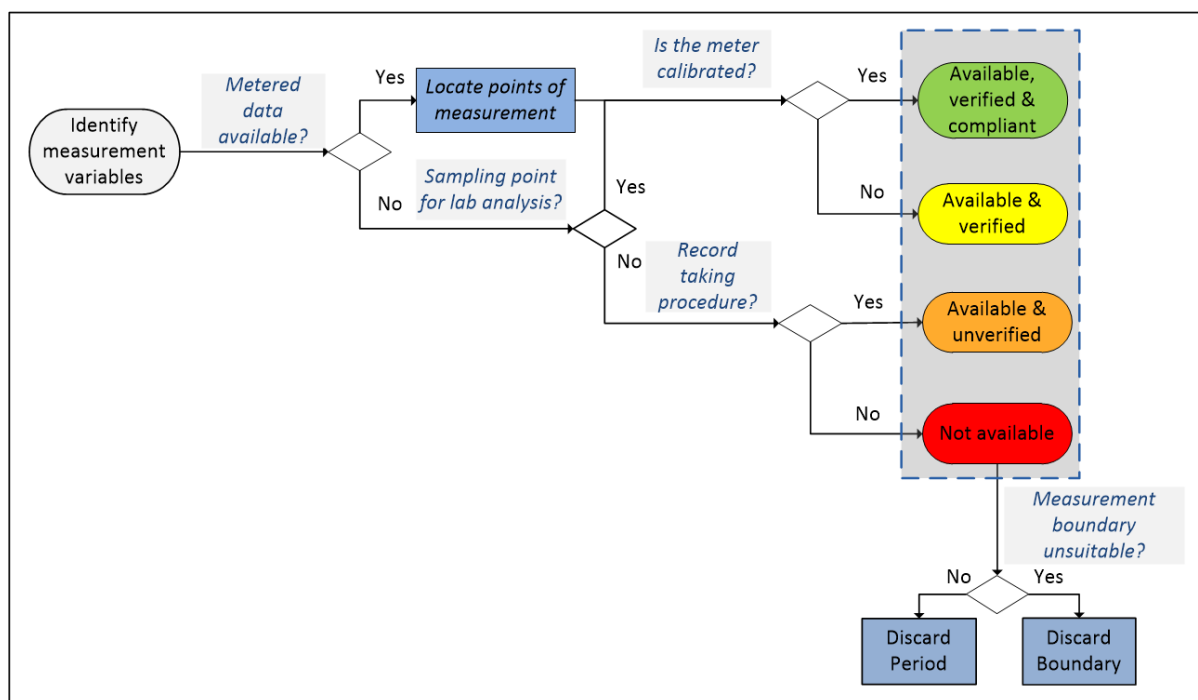 Identify
measurement
variables
Metered
data
available?
Yes
No
Locate points of
measurement
Sampling point
for lab analysis?
Yes
No
Is the meter
calibrated?
Yes
No
Record
taking
procedure?
Yes
No
Available,
verified &
compliant
Available &
verified
Available &
unverified
Not available
Measurement
boundary
unsuitable?
No
Yes
Discard
Period
Discard
Boundary